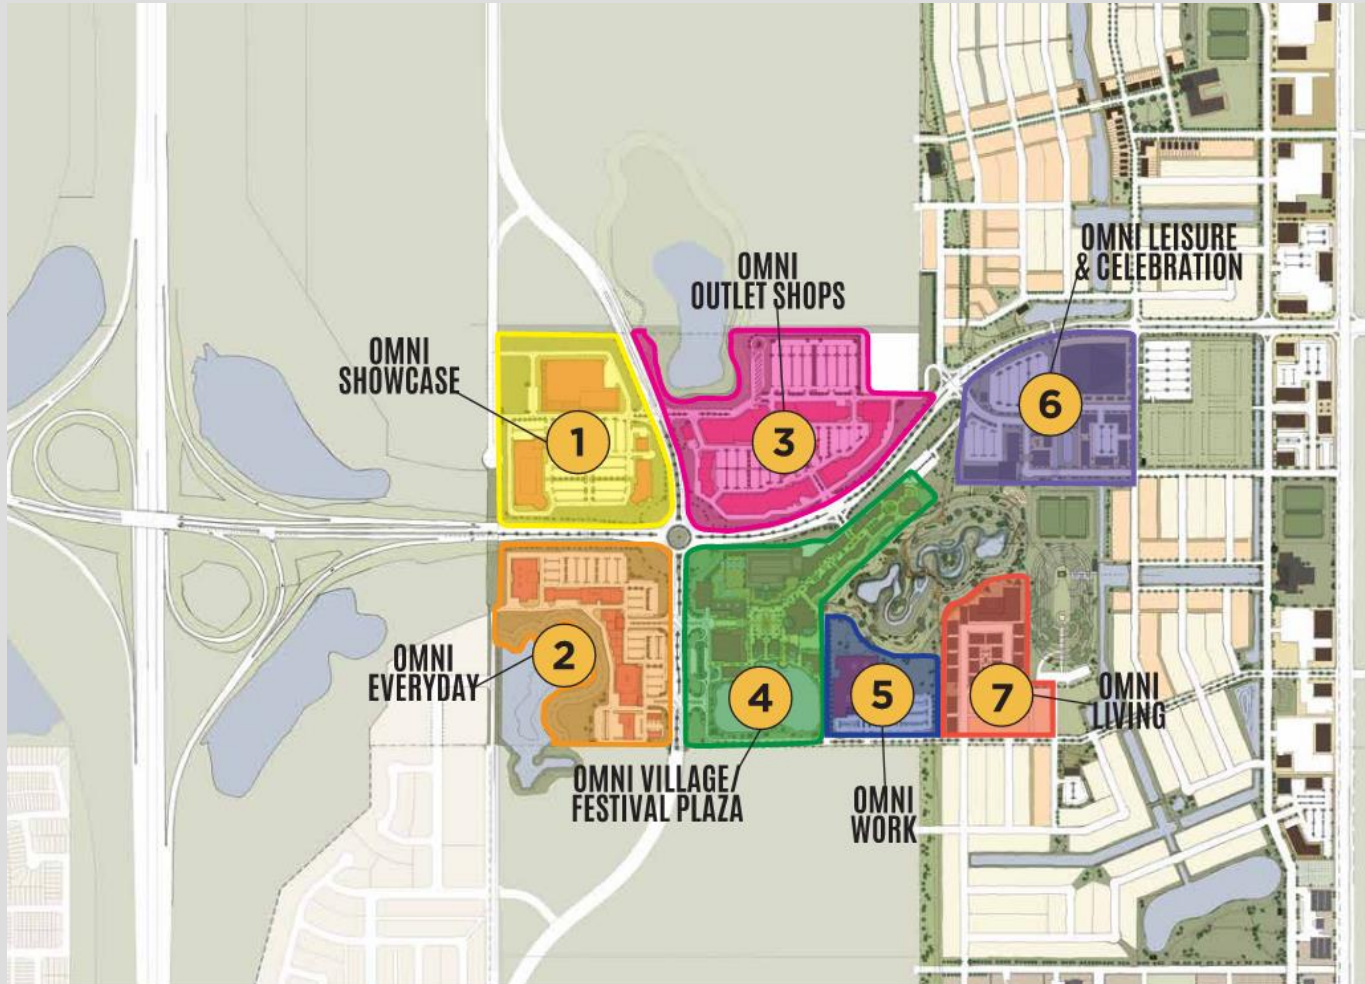 OMNI LEISURE
& CELEBRATION
OMNI
OUTLET SHOPS
OMNI
SHOWCASE
6
1
3
OMNI
EVERYDAY
2
4
5
7
OMNI
LIVING
OMNI VILLAGE/
FESTIVAL PLAZA
OMNI
WORK